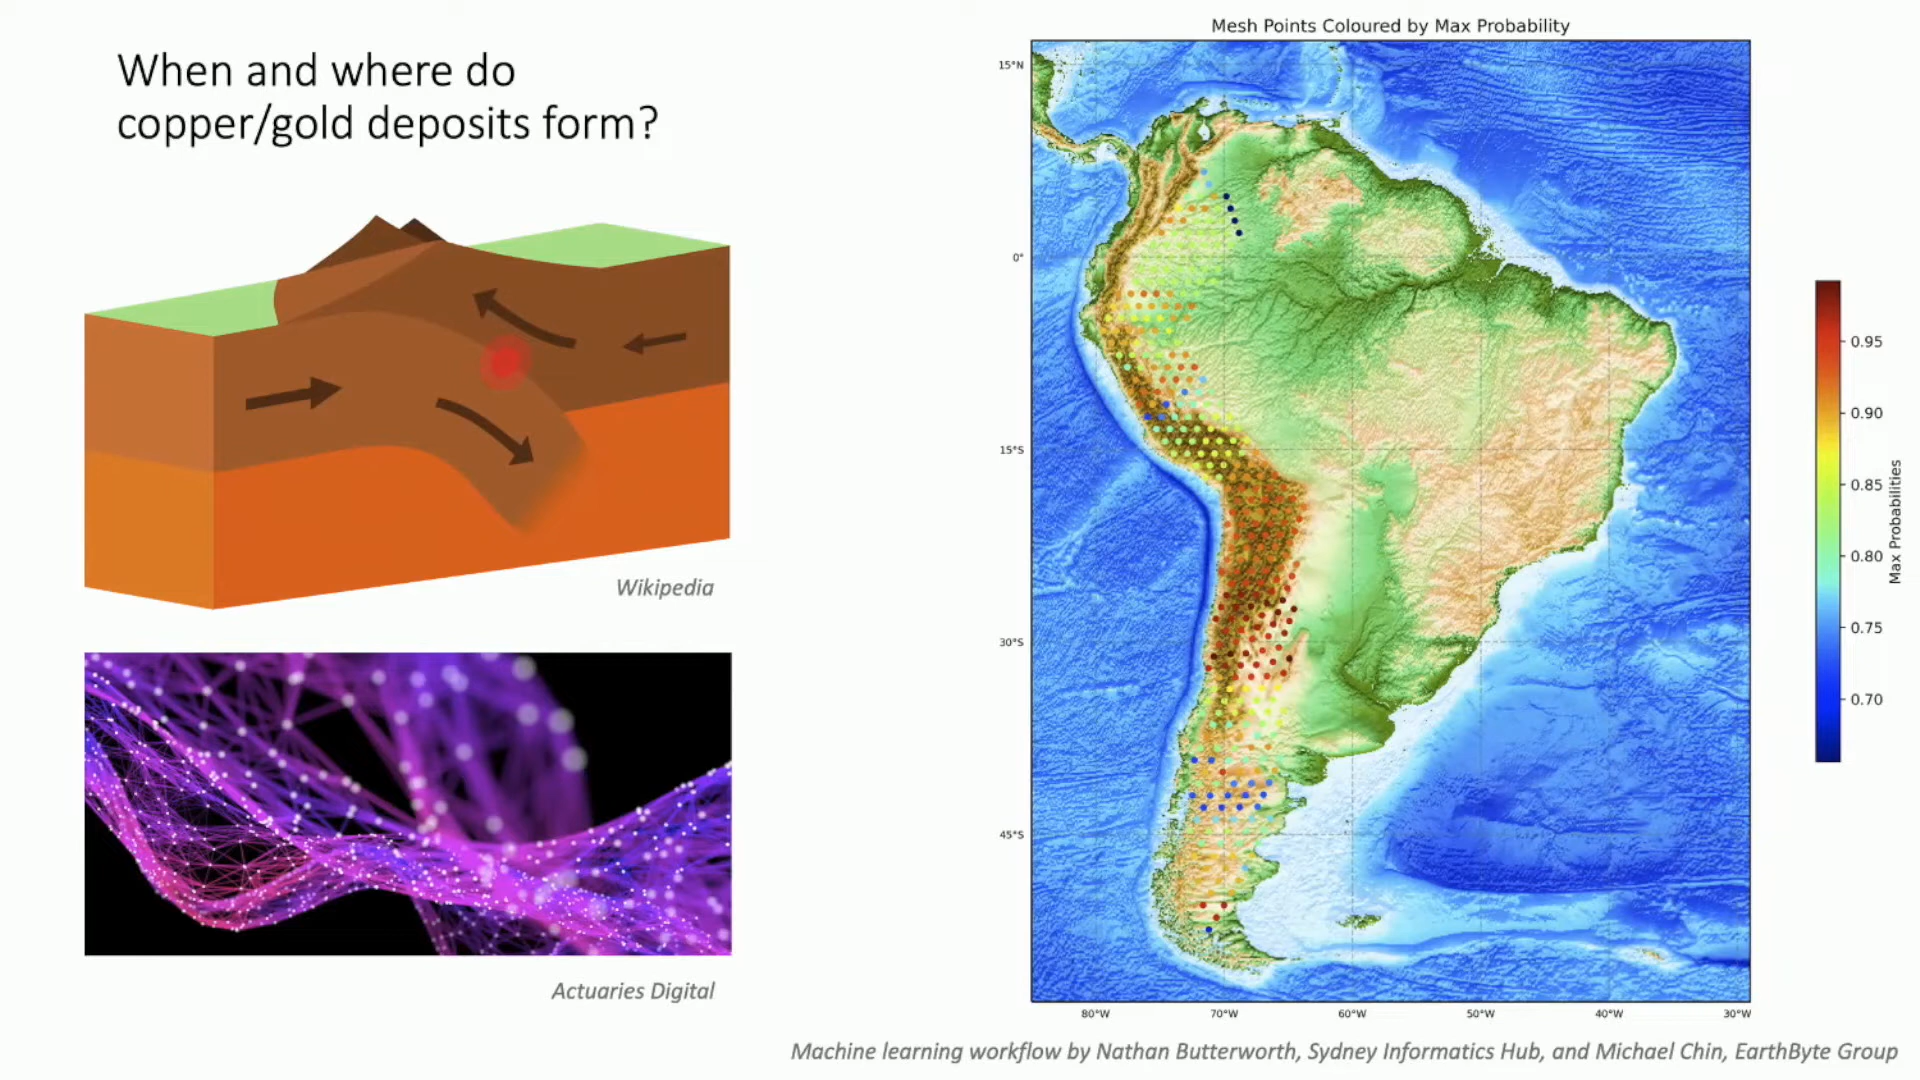 When and where do
copper/gold deposits form?
Wikipedia
Actuaries Digital
Mesh Points Coloured by Max Probability
15°N
0°
15°S
30°S
45°S
80°W 70°W 60°W 50°W 40°W 30°W
0.95
0.90
0.85
0.80
0.75
0.70
Max Probabilities
Machine learning workflow by Nathan Butterworth, Sydney Informatics Hub, and Michael Chin, EarthByte Group